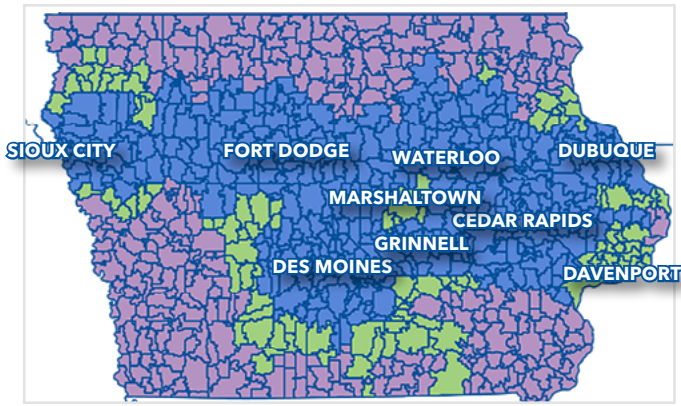 SIOUX CITY
FORT DODGE
WATERLOO
DUBUQUE
MARSHALTOWN
CEDAR RAPIDS
GRINNELL
DES MOINES
DAVENPORT